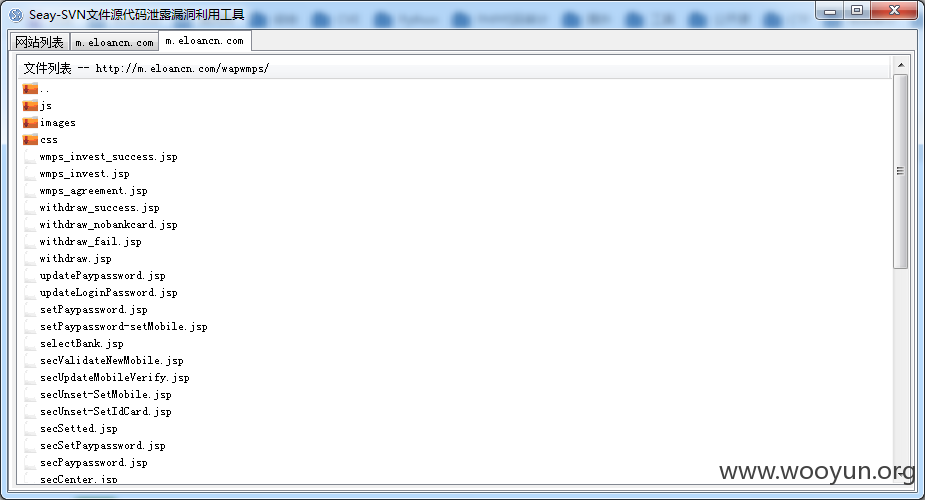 Seay-SVN文件源代码泄露漏洞利用工具
网站列表 m.eloancn.com m.eloancn.com
文件列表 -- http://m.eloancn.com/wapwmps/
..
js
images
css
wmps_invest_success.jsp
wmps_invest.jsp
wmps_agreement.jsp
withdraw_success.jsp
withdraw_nobankcard.jsp
withdraw_fail.jsp
withdraw.jsp
updatePaypassword.jsp
updateLoginPassword.jsp
setPaypassword.jsp
setPaypassword-setMobile.jsp
selectBank.jsp
secValidateNewMobile.jsp
secUpdateMobileVerify.jsp
secUnset-SetMobile.jsp
secUnset-SetIdCard.jsp
secSetted.jsp
secSetPaypassword.jsp
secPaypassword.jsp
secCenter.jsp
www.wooyun.org